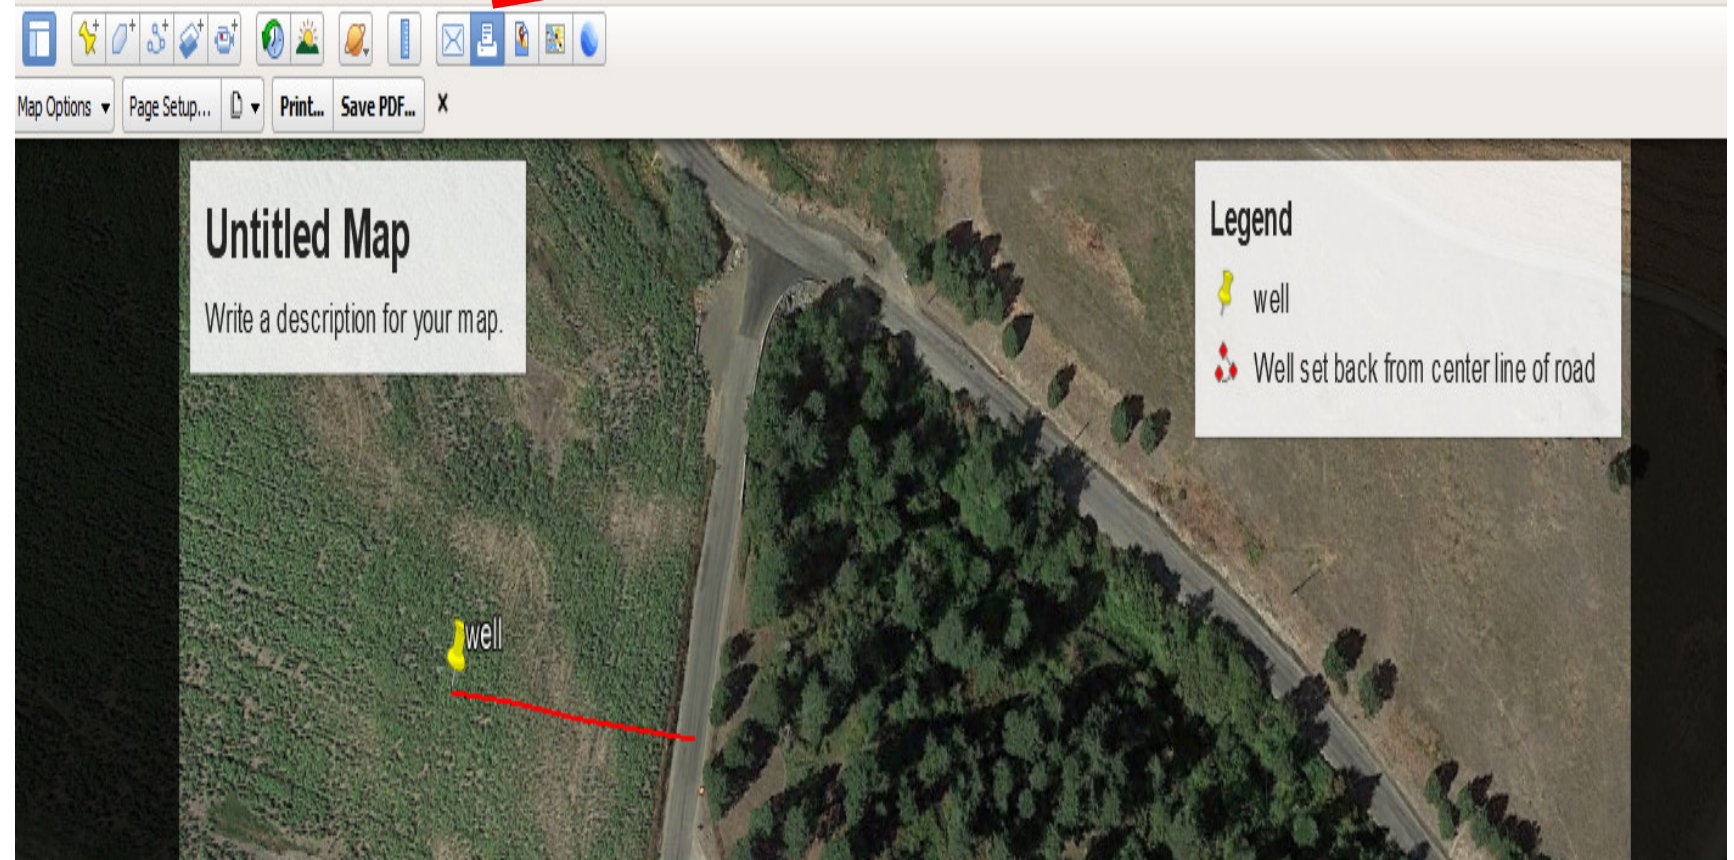 Map Options
Page Setup...
Print...
Save PDF...
X
Untitled Map
Write a description for your map.
Legend
well
Well set back from center line of road
well